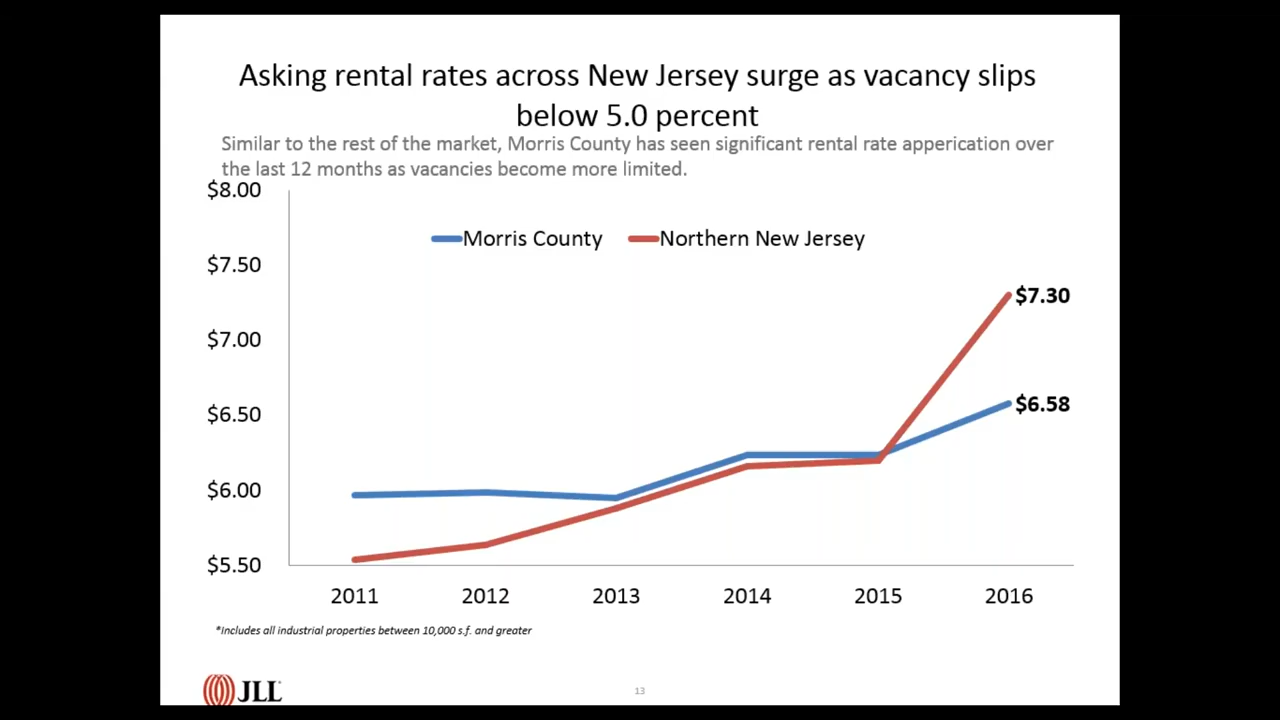 Asking rental rates across New Jersey surge as vacancy slips
below 5.0 percent
Similar to the rest of the market, Morris County has seen significant rental rate apperication over
the last 12 months as vacancies become more limited.
$8.00
Morris County
Northern New Jersey
$7.50
$7.30
$7.00
$6.58
$6.50
$6.00
$5.50
2011
2012
2013
2014
2015
2016
*Includes all industrial properties between 10,000 s.f. and greater
JLL
13